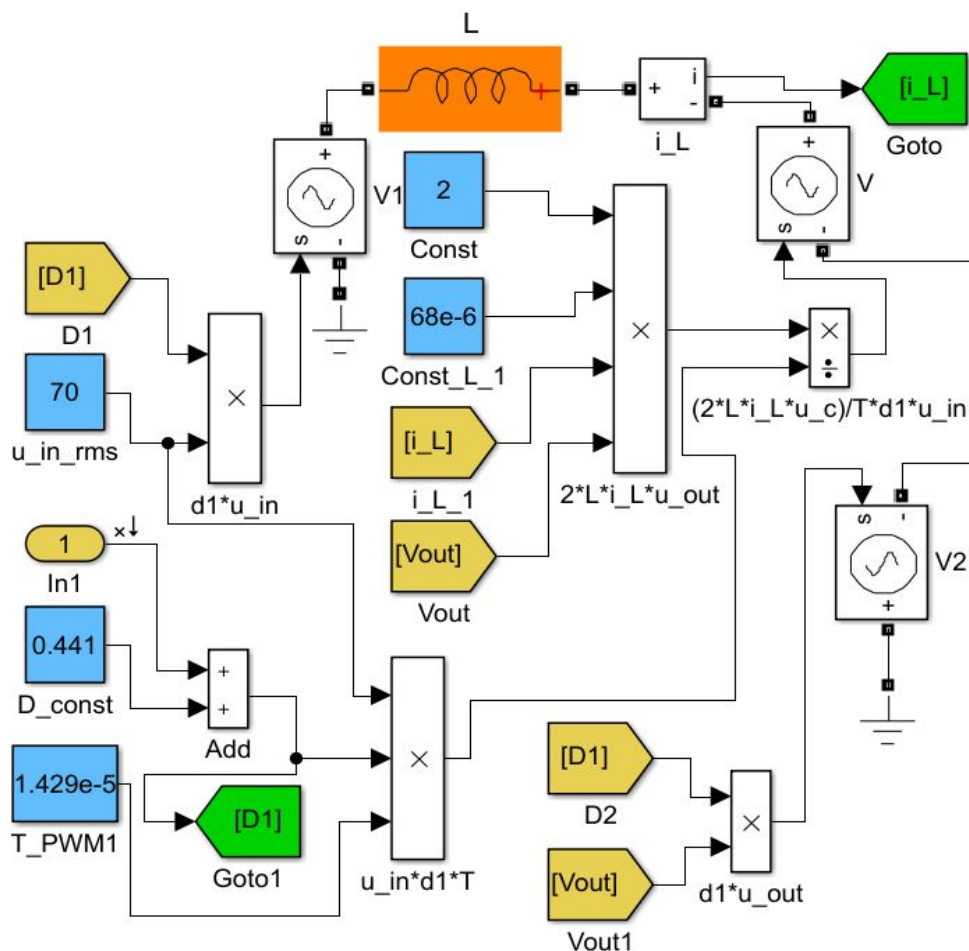 L
+
i
-
i_L
[i_L]
Goto
+
s
-
V1
+
s
-
V
2
Const
[D1]
D1
68e-6
Const_L_1
×
×
÷
(2*L*i_L*u_c)/T*d1*u_in
70
u_in_rms
×
d1*u_in
[i_L]
i_L_1
2*L*i_L*u_out
[Vout]
Vout
s
-
+
V2
1
In1
×↓
0.441
D_const
+
+
Add
1.429e-5
T_PWM1
[D1]
Goto1
×
u_in*d1*T
[D1]
D2
×
d1*u_out
[Vout]
Vout1